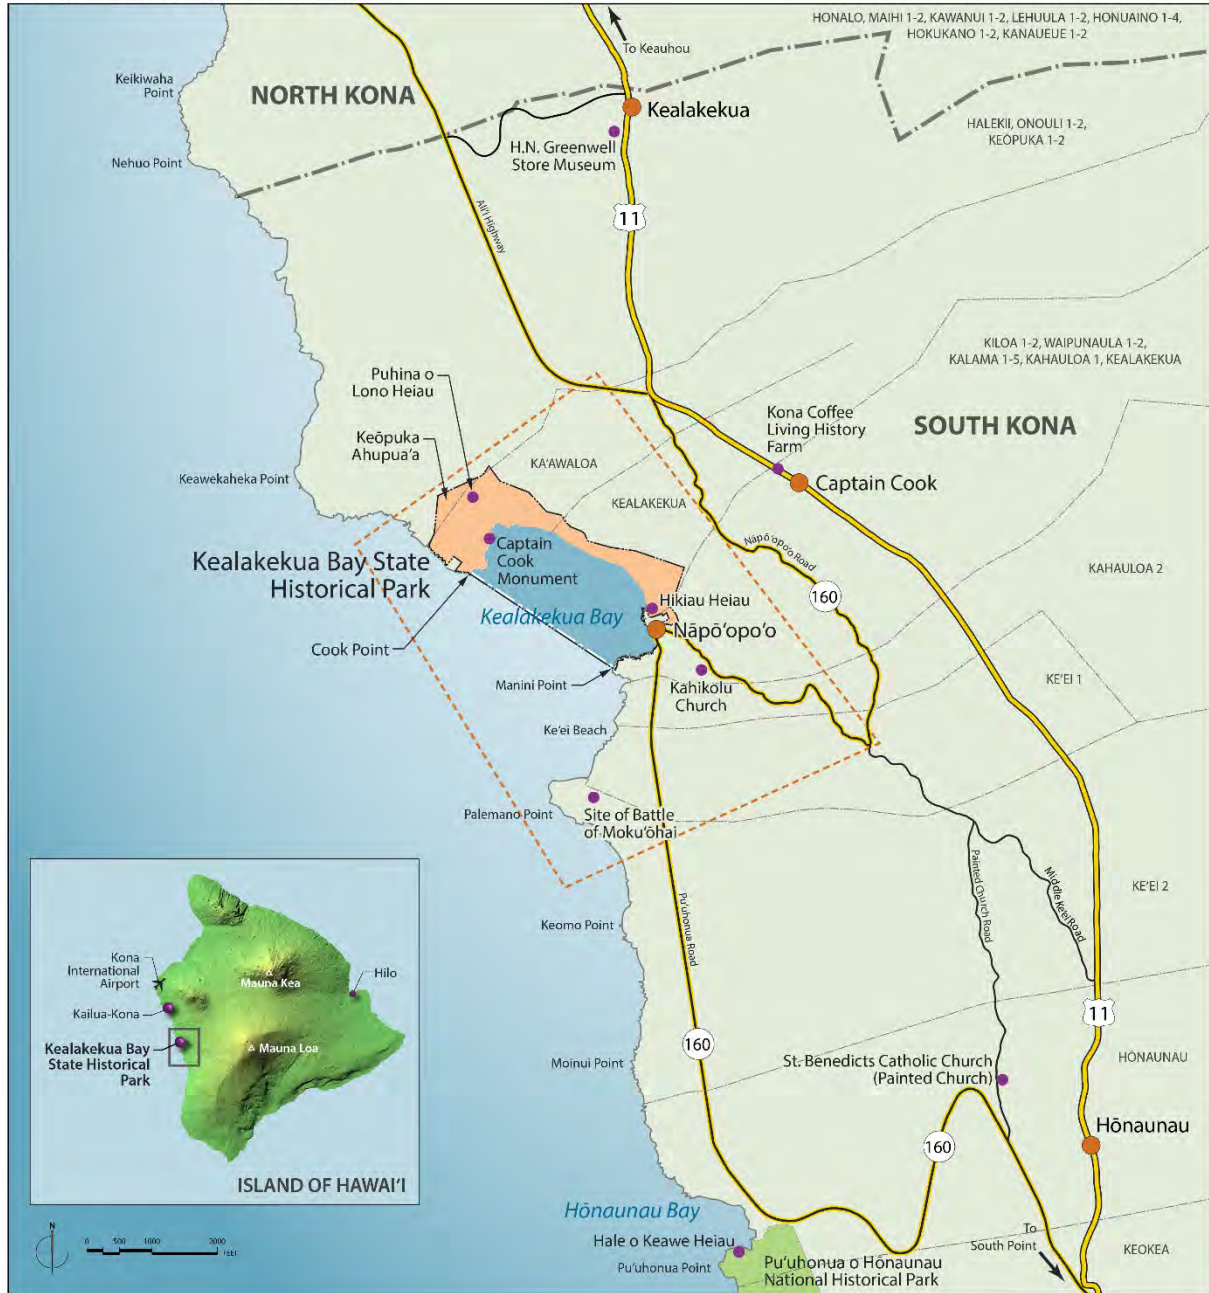 HONALO, MAIHI 1-2, KAWANUI 1-2, LEHUULA 1-2, HONUAINO 1-4,
HOKUKANO 1-2, KANAUEUE 1-2
To Keauhou
Keikiwaha
Point
NORTH KONA
Kealakekua
HALEKII, ONOULI 1-2,
KEŌPUKA 1-2
H.N. Greenwell
Store Museum
Nehuo Point
11
Ali'i Highway
KILOA 1-2, WAIPUNAULA 1-2,
KALAMA 1-5, KAHAULOA 1, KEALAKEKUA
Puhina o
Lono Heiau
Kona Coffee
Living History
Farm
SOUTH KONA
Keōpuka
Ahupua'a
KA'AWALOA
Keawekaheka Point
Captain Cook
KEALAKEKUA
Nāpō'opo'o Road
Kealakekua Bay State
Historical Park
Captain
Cook
Monument
KAHAULOA 2
160
Hikiau Heiau
Kealakekua Bay
Nāpō'opo'o
Cook Point
Manini Point
Kahikolu
Church
KE'EI 1
Ke'ei Beach
Palemano Point
Site of Battle
of Moku'ōhai
Painted Church Road
Middle Ke'ei Road
KE'EI 2
Pu'uhonua Road
Keomo Point
Kona
International
Airport
Mauna Kea
Hilo
Kailua-Kona
11
Kealakekua Bay
State Historical
Park
Mauna Loa
160
Moinui Point
St. Benedicts Catholic Church
(Painted Church)
HŌNAUNAU
Hōnaunau
160
ISLAND OF HAWAI'I
Hōnaunau Bay
N
0 500 1000 2000
FEET
Hale o Keawe Heiau
To
South Point
KEOKEA
Pu'uhonua Point
Pu'uhonua o Hōnaunau
National Historical Park